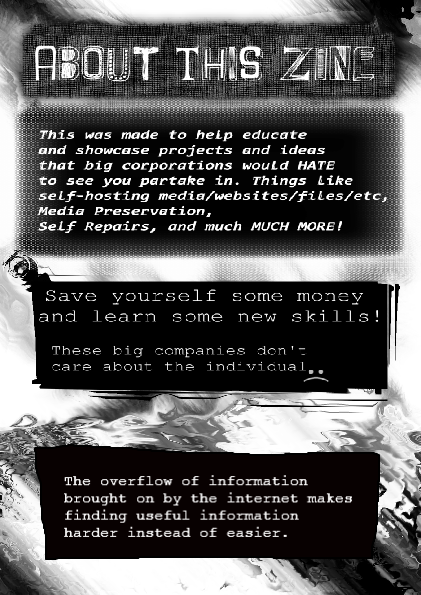 ABOUT THIS ZINE
This was made to help educate
and showcase projects and ideas
that big corporations would HATE
to see you partake in. Things like
self-hosting media/websites/files/etc,
Media Preservation,
Self Repairs, and much MUCH MORE!
Save yourself some money
and learn some new skills!
These big companies don't
care about the individual
The overflow of information
brought on by the internet makes
finding useful information
harder instead of easier.